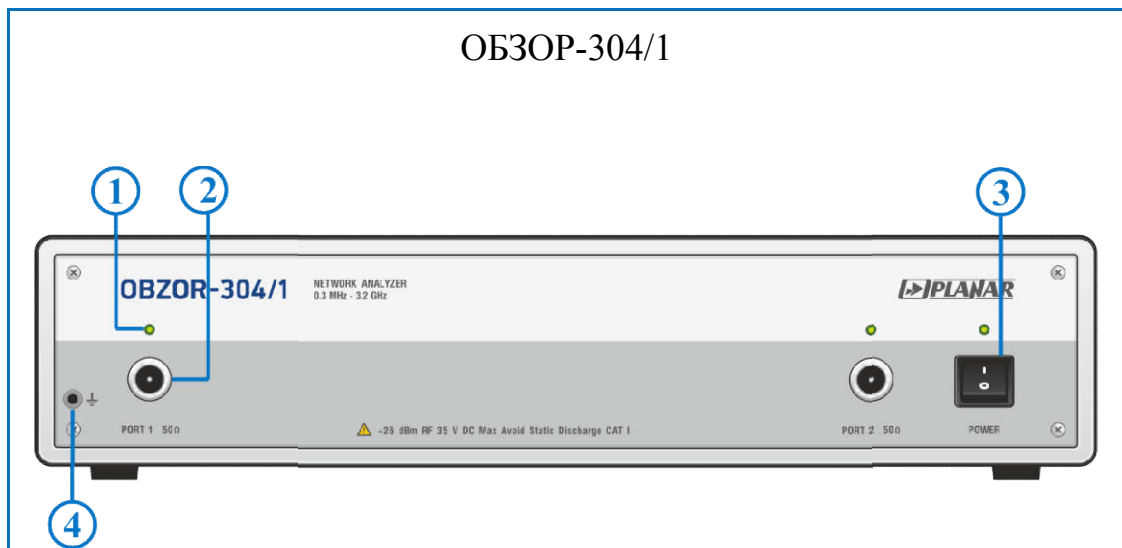 ОБЗОР-304/1
1 2 3
OBZOR-304/1 NETWORK ANALYZER
0.3 MHz - 3.2 GHz
PLANAR
PORT 1 50Ω
⚠ +26 dBm RF 35 V DC Max Avoid Static Discharge CAT I
PORT 2 50Ω
POWER
4